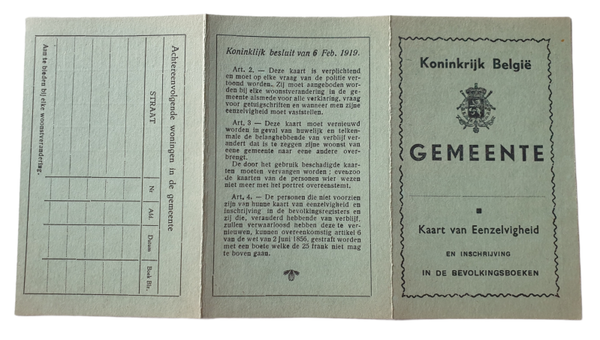 Achtereenvolgende woningen in de gemeente
STRAAT
Nr
Afd.
Datum
Boek Blz.
Aan te bieden bij elke woonstverandering.
Koninklijk besluit van 6 Feb. 1919.
Art. 2. — Deze kaart is verplichtend
en moet op elke vraag van de politie ver-
toond worden. Zij moet aangeboden wor-
den bij elke woonstverandering in de ge-
meente alsmede voor alle verklaring, vraag
voor getuigschriften en wanneer men zijne
eenzelvigheid moet vaststellen.
Art. 3 — Deze kaart moet vernieuwd
worden in geval van huwelijk en telken-
male de belanghebbende van verblijf veran-
dert dat is te zeggen zijne woonst van
eene gemeente naar eene andere over-
brengt.
De door het gebruik beschadigde kaar-
ten moeten vervangen worden; evenzoo
de kaarten van de personen wier wezen
niet meer met het portret overeenstemt.
Art. 4. — De personen die niet voorzien
zijn van hunne kaart van eenzelvigheid en
inschrijving in de bevolkingsregisters en
zij die, veranderd hebbende van verblijf,
zullen verwaarloosd hebben deze te ver-
nieuwen, kunnen overeenkomstig artikel 6
van de wet van 2 juni 1856, gestraft worden
met een boete welke de 25 frank niet mag
te boven gaan.
Koninkrijk België
GEMEENTE
Kaart van Eenzelvigheid
EN INSCHRIJVING
IN DE BEVOLKINGSBOEKEN